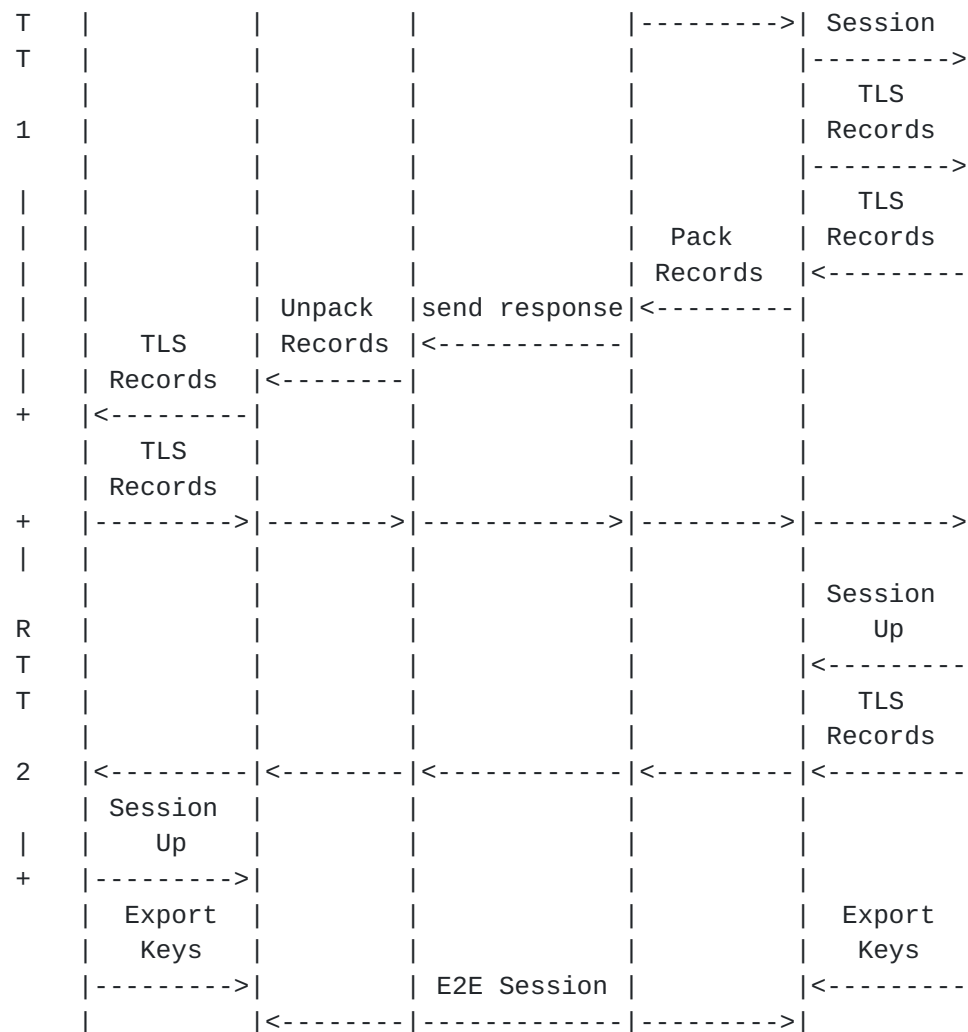 T   |          |         |             |--------->| Session
T   |          |         |             |          |--------->
    |          |         |             |          |   TLS
1   |          |         |             |          | Records
    |          |         |             |          |--------->
|   |          |         |             |          |   TLS
|   |          |         |             |  Pack    | Records
|   |          |         |             | Records  |<---------
|   |          | Unpack  |send response|<---------|
|   |   TLS    | Records |<------------|          |
|   | Records  |<--------|             |          |
+   |<---------|         |             |          |
    |   TLS    |         |             |          |
    | Records  |         |             |          |
+   |--------->|-------->|------------>|--------->|--------->
|   |          |         |             |          |
    |          |         |             |          | Session
R   |          |         |             |          |    Up
T   |          |         |             |          |<---------
T   |          |         |             |          |   TLS
    |          |         |             |          | Records
2   |<---------|<--------|<------------|<---------|<---------
    | Session  |         |             |          |
|   |    Up    |         |             |          |
+   |--------->|         |             |          |
    |  Export  |         |             |          |  Export
    |   Keys   |         |             |          |   Keys
    |--------->|         | E2E Session |          |<---------
    |          |<--------|-------------|--------->|